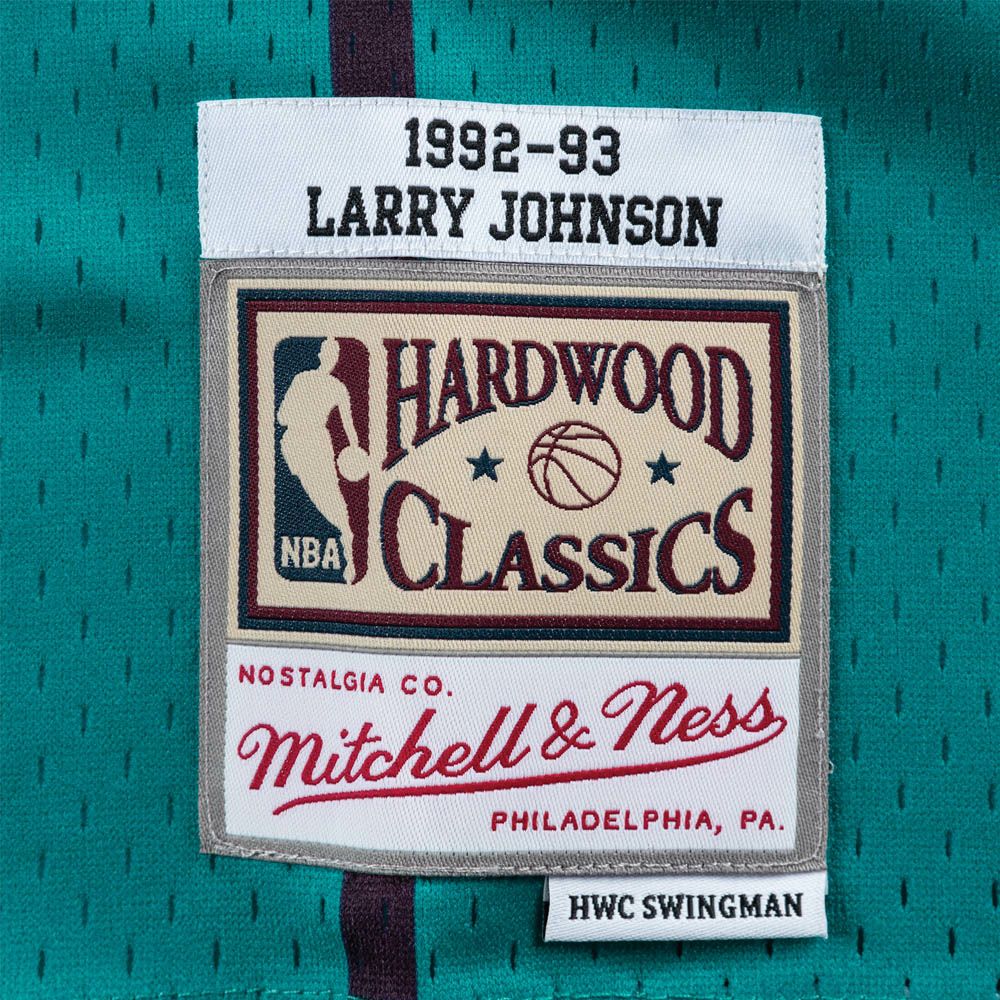 1992-93
LARRY JOHNSON
HARDWOOD
CLASSICS
NBA
NOSTALGIA CO.
Mitchell & Ness
PHILADELPHIA, PA.
HWC SWINGMAN